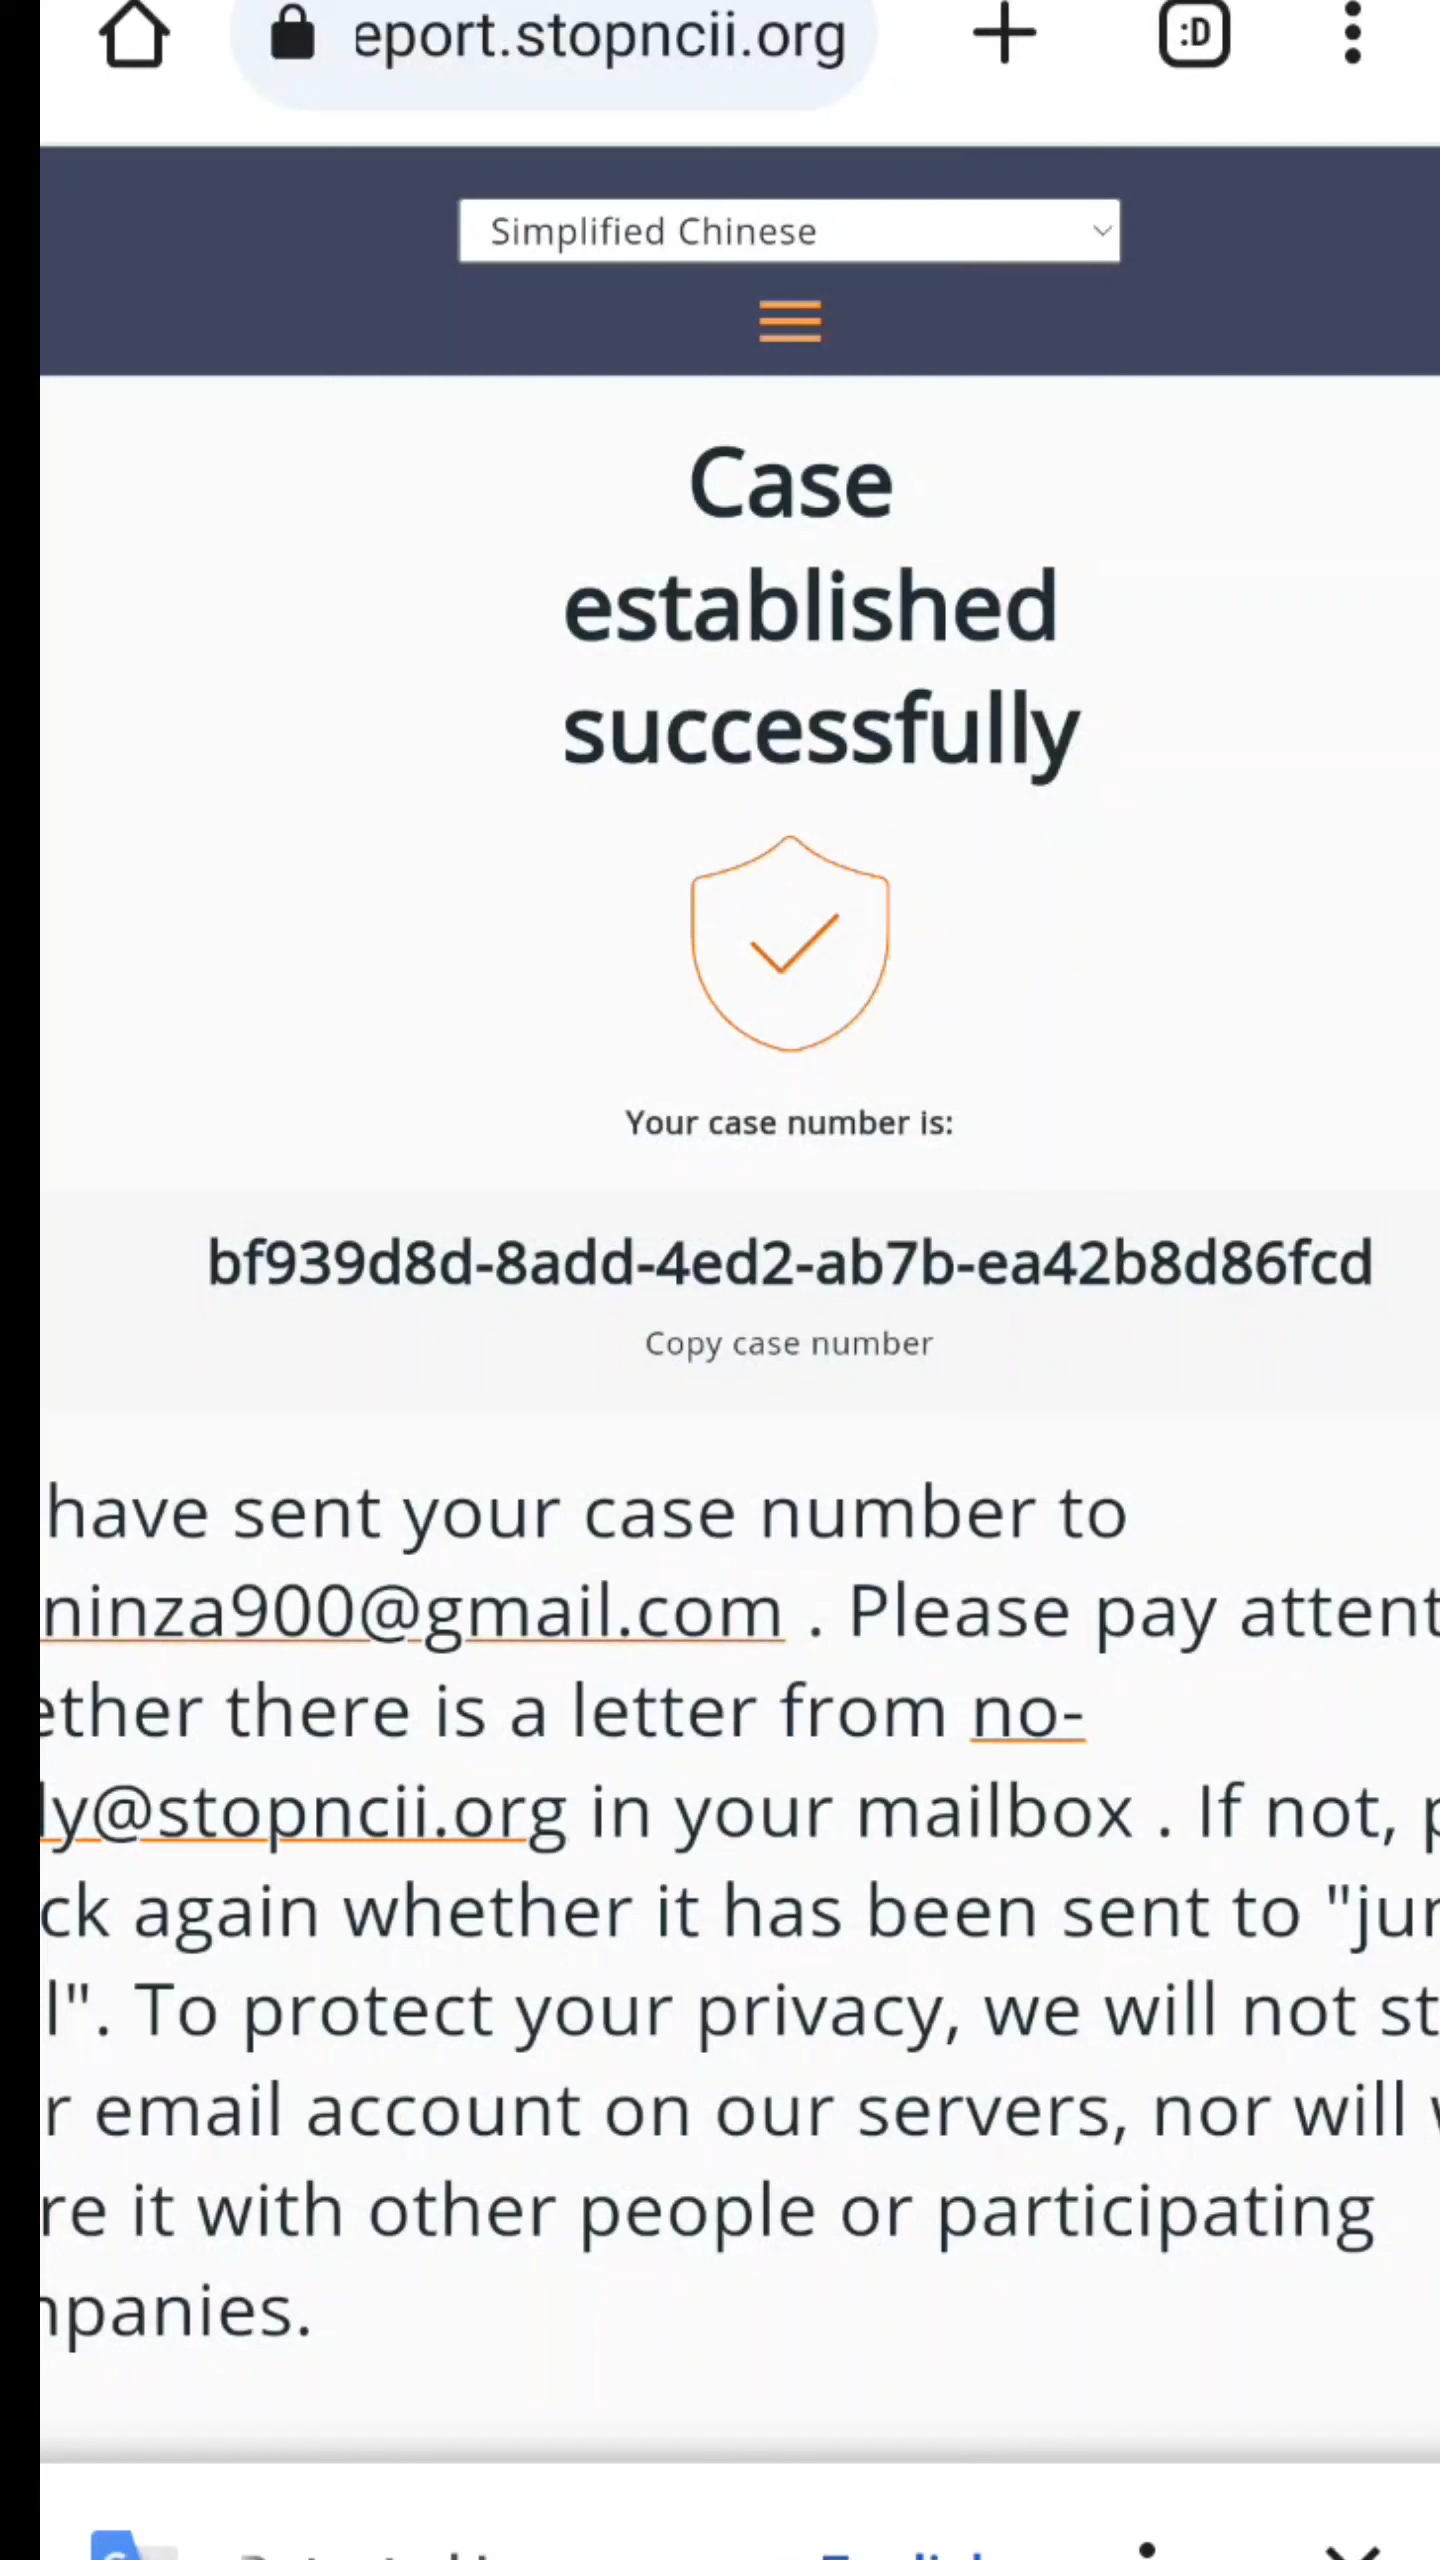 eport.stopncii.org
:D
Simplified Chinese
Case
established
successfully
Your case number is:
bf939d8d-8add-4ed2-ab7b-ea42b8d86fcd
Copy case number
have sent your case number to
ninza900@gmail.com . Please pay attent
ether there is a letter from no-
ly@stopncii.org in your mailbox . If not, p
ck again whether it has been sent to "jun
l". To protect your privacy, we will not st
r email account on our servers, nor will w
re it with other people or participating
mpanies.